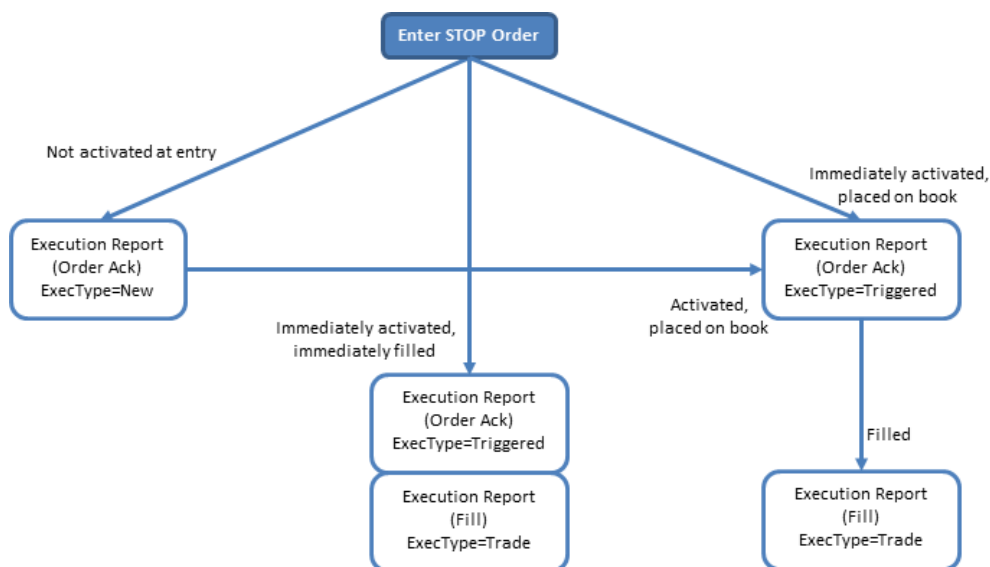 Enter STOP Order
Not activated at entry
Immediately activated,
placed on book
Execution Report
(Order Ack)
ExecType=New
Execution Report
(Order Ack)
ExecType=Triggered
Activated,
placed on book
Immediately activated,
immediately filled
Execution Report
(Order Ack)
ExecType=Triggered
Filled
Execution Report
(Fill)
ExecType=Trade
Execution Report
(Fill)
ExecType=Trade